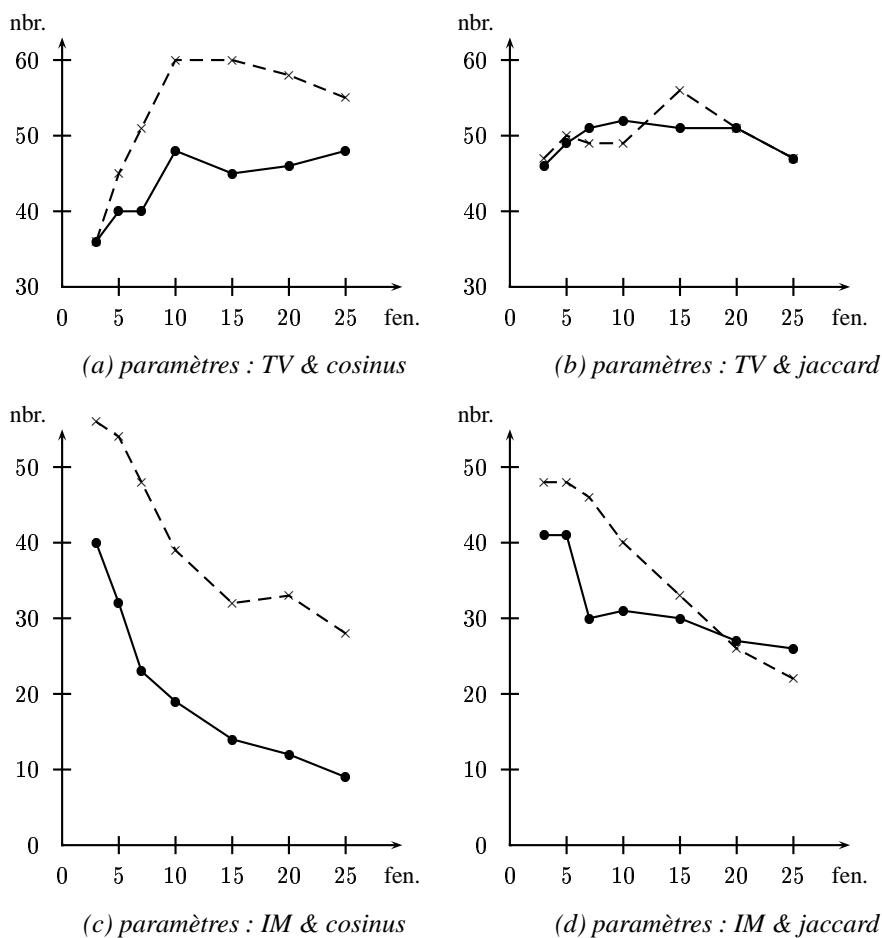 nbr.
60
50
40
30
0 5 10 15 20 25 fen.
(a) paramètres : TV & cosinus
nbr.
60
50
40
30
0 5 10 15 20 25 fen.
(b) paramètres : TV & jaccard
nbr.
50
40
30
20
10
0
0 5 10 15 20 25 fen.
(c) paramètres : IM & cosinus
nbr.
50
40
30
20
10
0
0 5 10 15 20 25 fen.
(d) paramètres : IM & jaccard